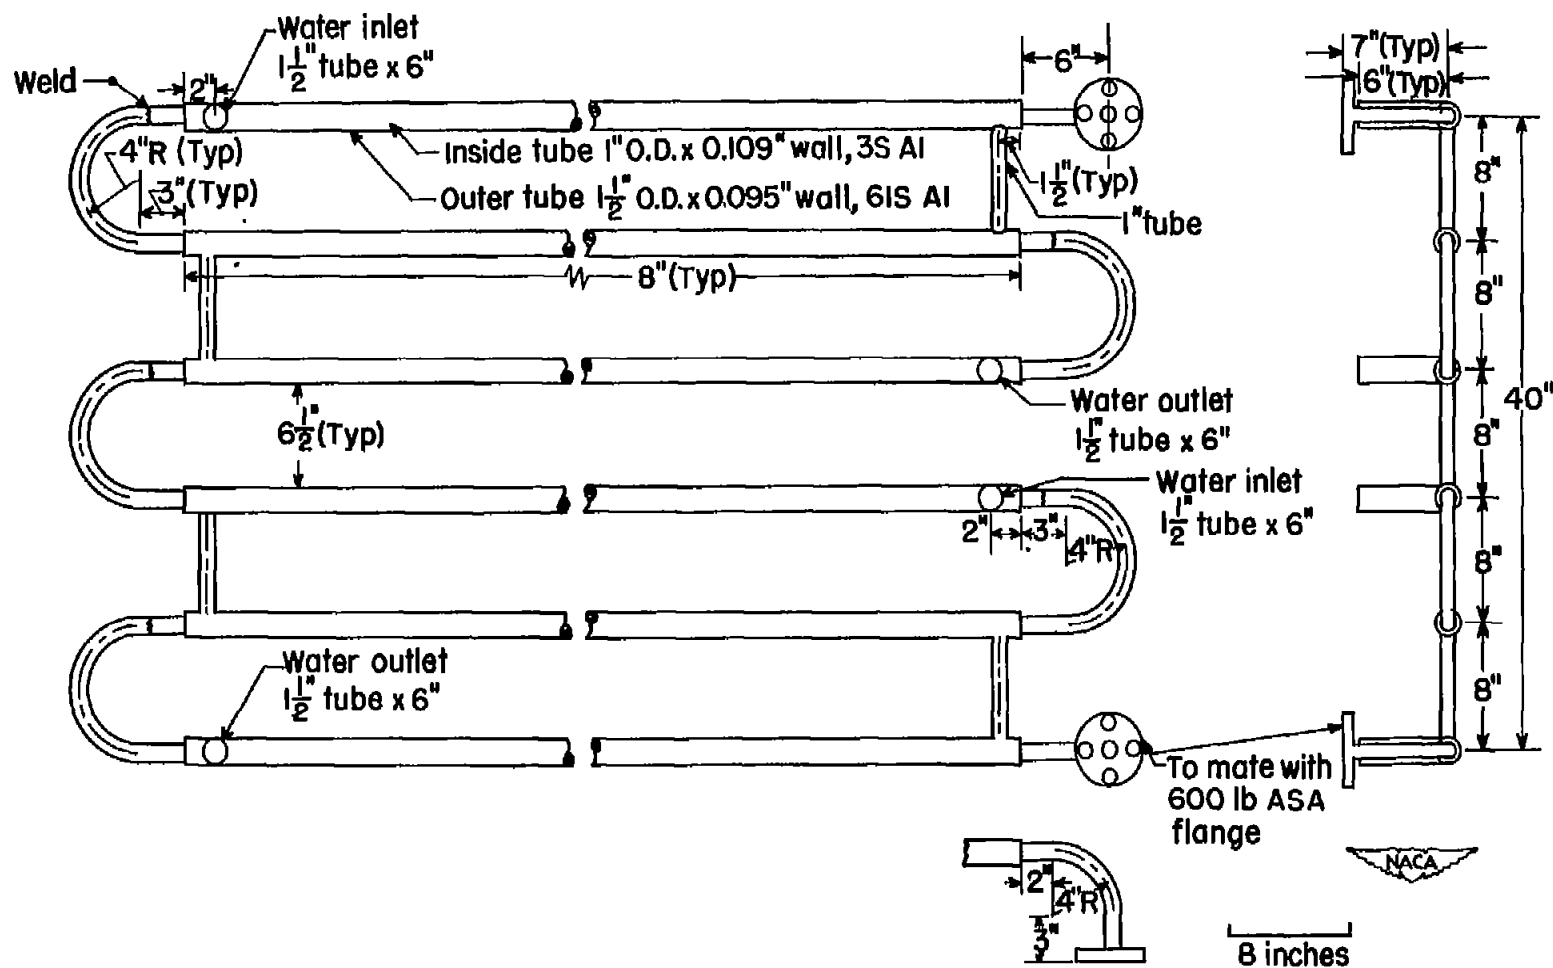 Water inlet
1 1/2" tube x 6"
Weld
2"
6"
7"(Typ)
6"(Typ)
4"R (Typ)
3"(Typ)
Inside tube 1" O.D. x 0.109" wall, 3S Al
Outer tube 1 1/2" O.D. x 0.095" wall, 61S Al
1 1/2"(Typ)
1" tube
8"
8"(Typ)
8"
6 1/2"(Typ)
Water outlet
1 1/2" tube x 6"
40"
8"
Water inlet
1 1/2" tube x 6"
2"
3"
4"R
8"
Water outlet
1 1/2" tube x 6"
8"
To mate with
600 lb ASA
flange
NACA
2"
4"R
3"
8 inches